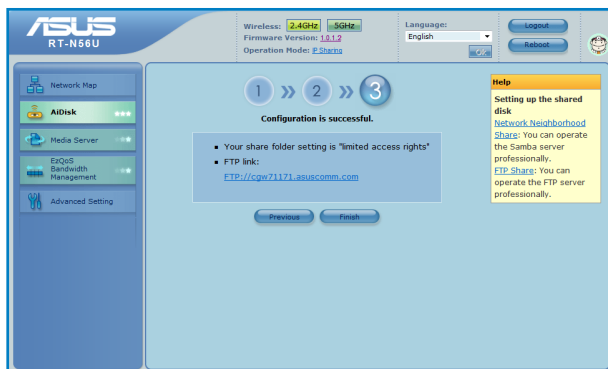 ASUS
RT-N56U
Wireless: 2.4GHz 5GHz
Firmware Version: 1.0.1.2
Operation Mode: IP Sharing
Language:
English
OK
Logout
Reboot
Network Map
AiDisk
Media Server
EzQoS
Bandwidth
Management
Advanced Setting
1 » 2 » 3
Configuration is successful.
Your share folder setting is "limited access rights"
FTP link:
FTP://cgw71171.asuscomm.com
Previous
Finish
Help
Setting up the shared
disk
Network Neighborhood
Share: You can operate
the Samba server
professionally.
FTP Share: You can
operate the FTP server
professionally.